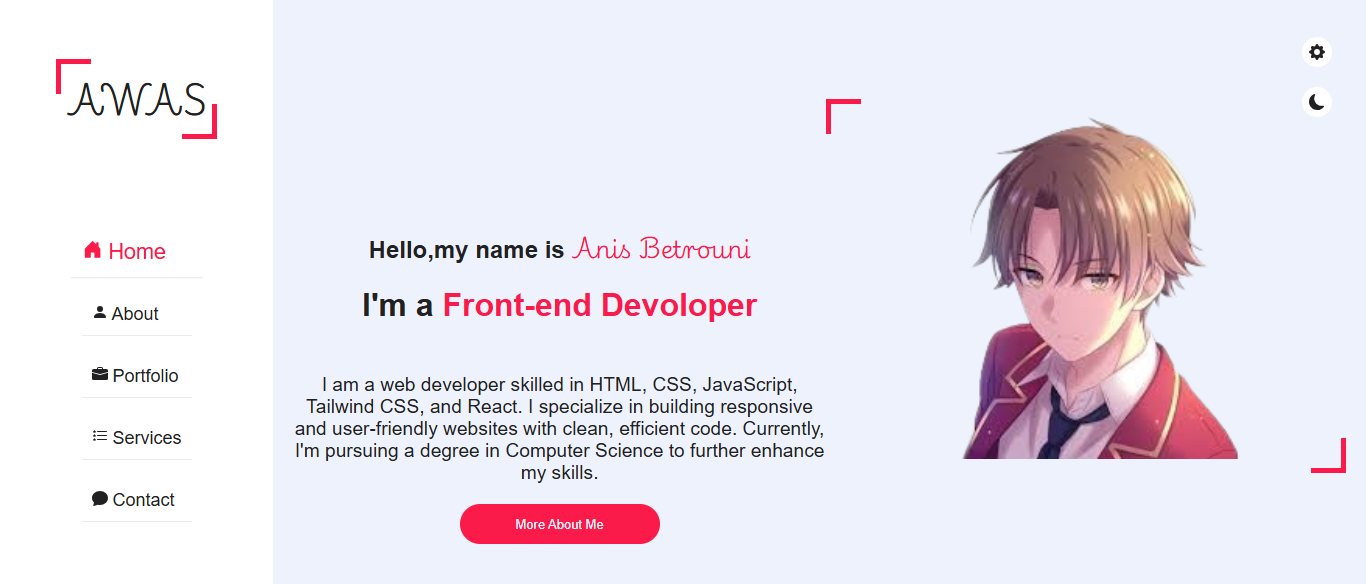 AWAS
Home
About
Portfolio
Services
Contact
Hello,my name is Anis Betrouni
I'm a Front-end Devoloper
I am a web developer skilled in HTML, CSS, JavaScript,
Tailwind CSS, and React. I specialize in building responsive
and user-friendly websites with clean, efficient code. Currently,
I'm pursuing a degree in Computer Science to further enhance
my skills.
More About Me